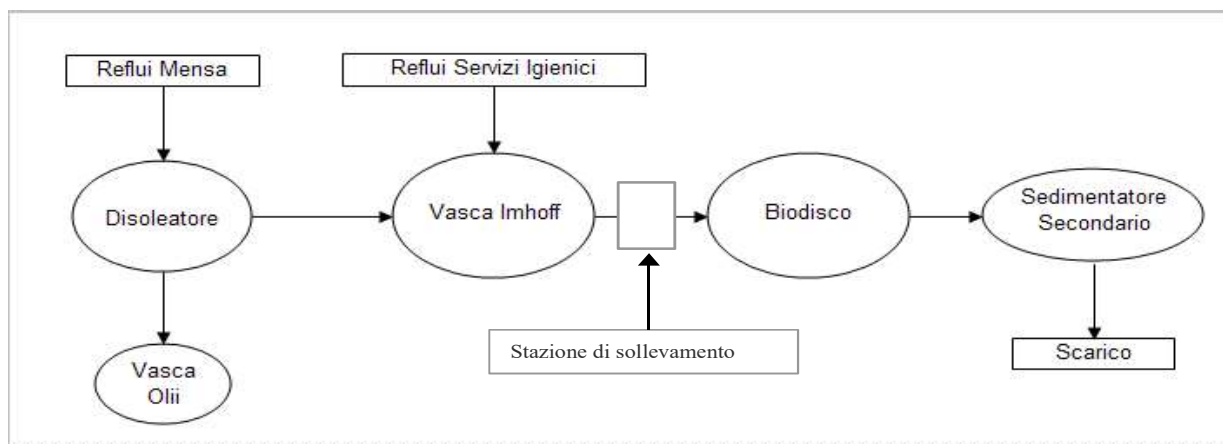 Reflui Mensa
Reflui Servizi Igienici
Disoleatore
Vasca Imhoff
Biodisco
Sedimentatore
Secondario
Stazione di sollevamento
Vasca
Olii
Scarico